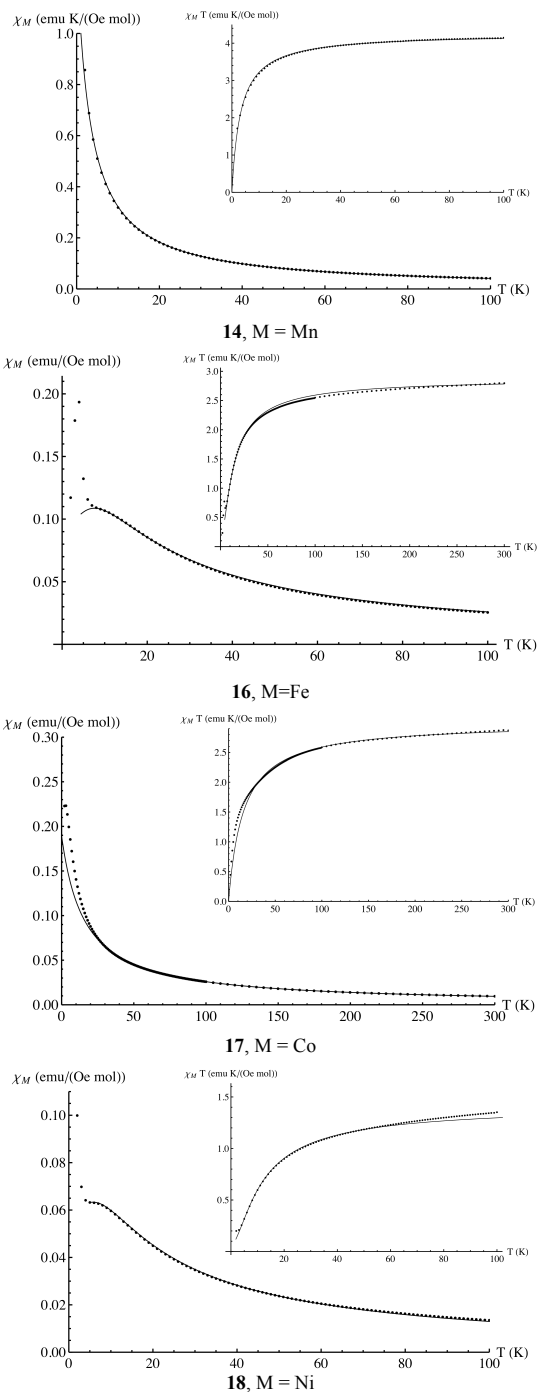 χM (emu K/(Oe mol))
1.0
0.8
0.6
0.4
0.2
0.0
0 20 40 60 80 100
T (K)
χM T (emu K/(Oe mol)
4
3
2
1
0
0 20 40 60 80 100
T (K)
14, M = Mn
χM (emu/(Oe mol))
0.20
0.15
0.10
0.05
20 40 60 80 100
T (K)
χM T (emu K/(Oe mol)
3.0
2.5
2.0
1.5
1.0
0.5
50 100 150 200 250 300
T (K)
16, M=Fe
χM (emu/(Oe mol))
0.30
0.25
0.20
0.15
0.10
0.05
0.00
0 50 100 150 200 250 300
T (K)
χM T (emu K/(Oe mol)
2.5
2.0
1.5
1.0
0.5
0.0
0 50 100 150 200 250 300
T (K)
17, M = Co
χM (emu/(Oe mol))
0.10
0.08
0.06
0.04
0.02
0.00
0 20 40 60 80 100
T (K)
χM T (emu K/(Oe mol)
1.5
1.0
0.5
20 40 60 80 100
T (K)
18, M = Ni